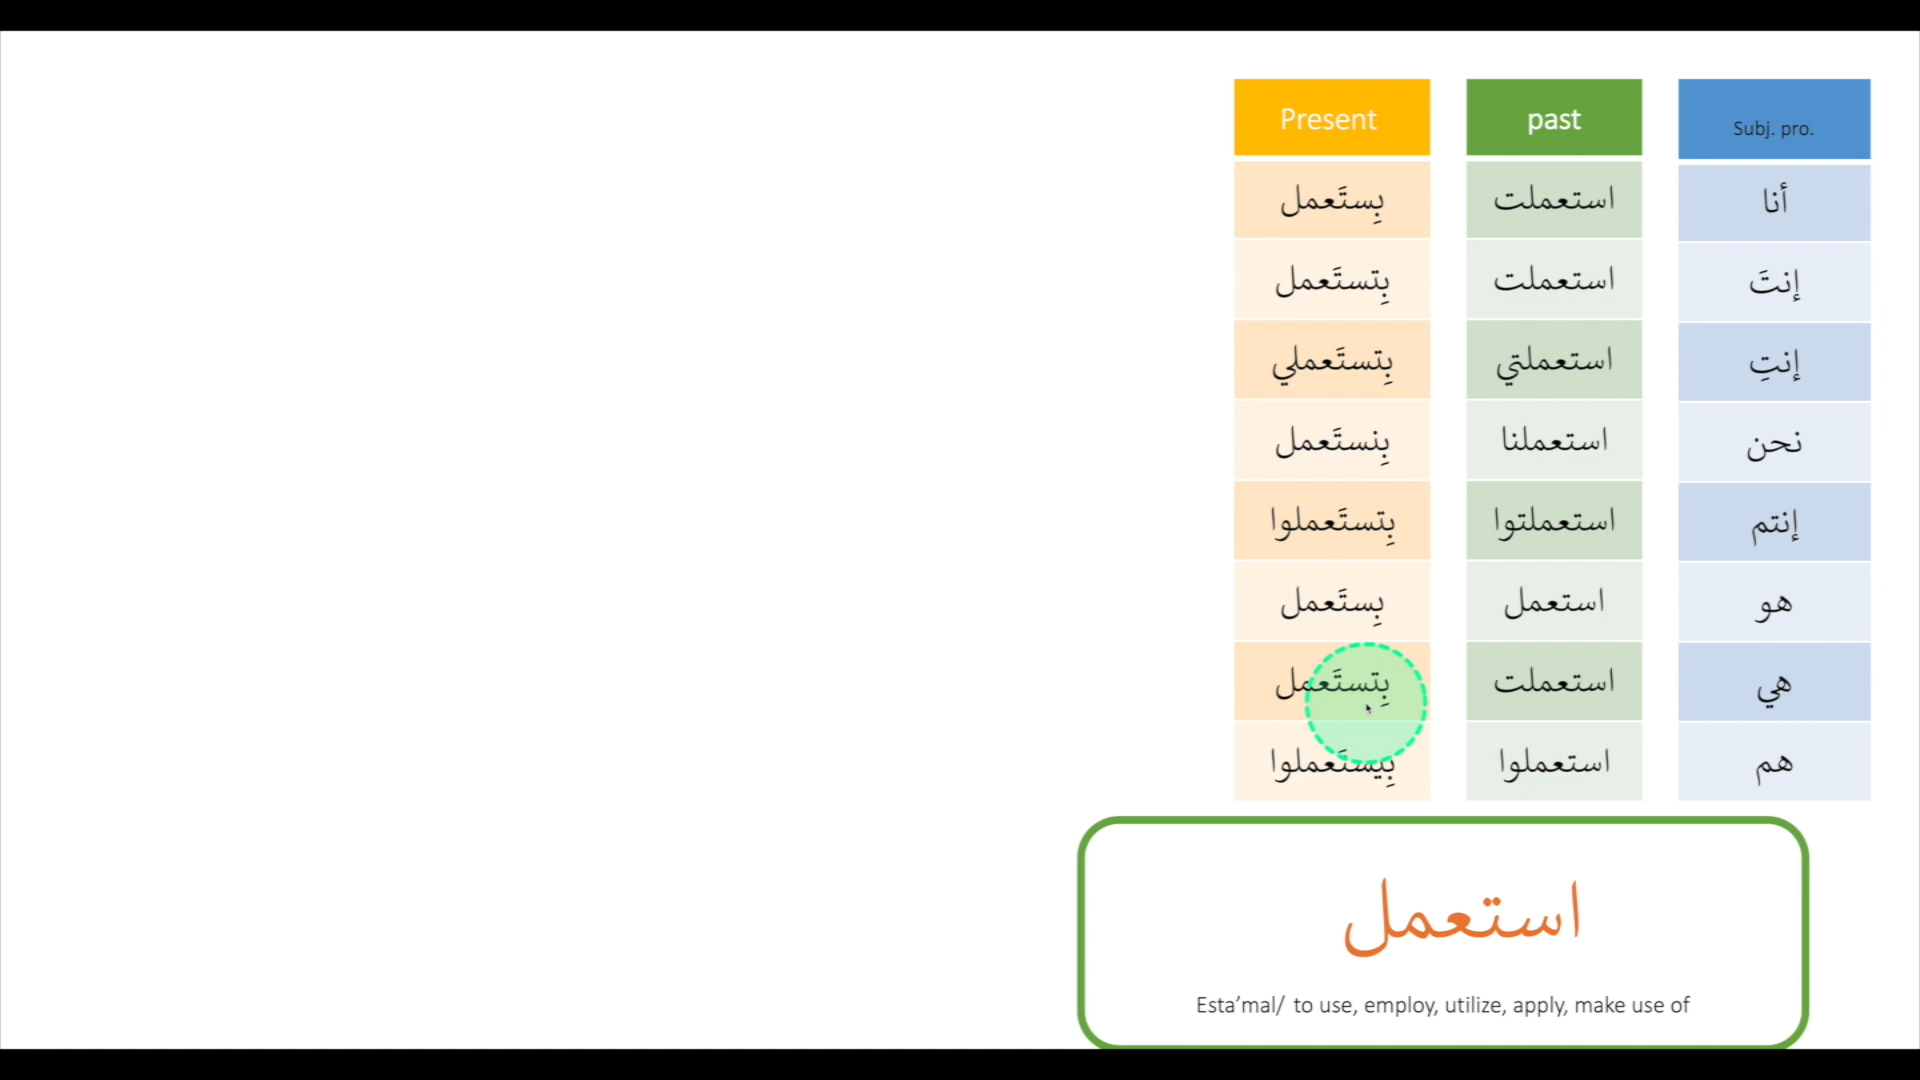 Subj. pro. past Present
أنا استعملت بِستَعمل
إنتَ استعملت بِتستَعمل
إنتِ استعملتي بِتستَعملي
نحن استعملنا بِنستَعمل
إنتم استعملتوا بِتستَعملوا
هو استعمل بِستَعمل
هي استعملت بِتستَعمل
هم استعملوا بِيستَعملوا
استعمل
Esta’mal/ to use, employ, utilize, apply, make use of